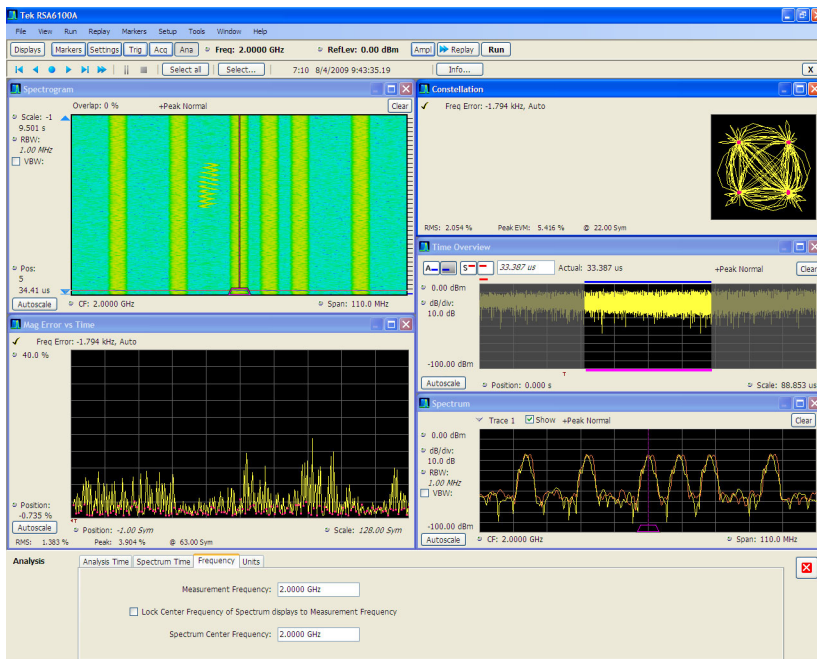 Tek RSA6100A
File View Run Replay Markers Setup Tools Window Help
Displays Markers Settings Trig Acq Ana Freq: 2.0000 GHz RefLev: 0.00 dBm Ampl Replay Run
Select all Select... 7:10 8/4/2009 9:43:35.19 Info... X
Spectrogram
Overlap: 0 % +Peak Normal Clear
Scale: -1
9.501 s
RBW:
1.00 MHz
VBW:
Pos:
5
34.41 us
Autoscale CF: 2.0000 GHz Span: 110.0 MHz
Constellation
Freq Error: -1.794 kHz, Auto
RMS: 2.054 % Peak EVM: 5.416 % @ 22.00 Sym
Time Overview
A S 33.387 us Actual: 33.387 us +Peak Normal Clear
0.00 dBm
dB/div:
10.0 dB
-100.00 dBm
T
Autoscale Position: 0.000 s Scale: 88.853 us
Mag Error vs Time
Freq Error: -1.794 kHz, Auto
40.0 %
Position:
-0.735 %
Autoscale Position: -1.00 Sym Scale: 128.00 Sym
RMS: 1.383 % Peak: 3.904 % @ 63.00 Sym
Spectrum
Trace 1 Show +Peak Normal Clear
0.00 dBm
dB/div:
10.0 dB
RBW:
1.00 MHz
VBW:
-100.00 dBm
Autoscale CF: 2.0000 GHz Span: 110.0 MHz
Analysis Analysis Time Spectrum Time Frequency Units
Measurement Frequency: 2.0000 GHz
Lock Center Frequency of Spectrum displays to Measurement Frequency
Spectrum Center Frequency: 2.0000 GHz